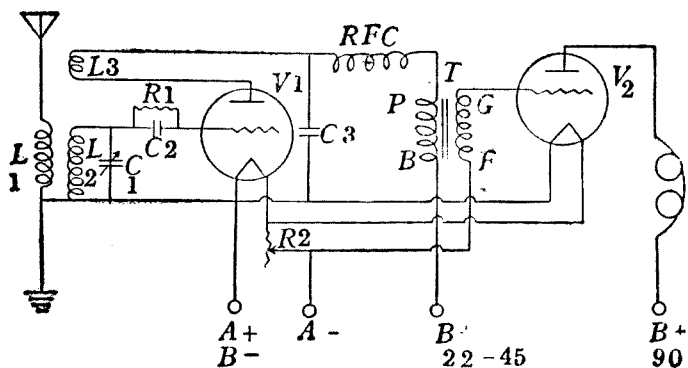 RFC
L3
V1
T
V2
R1
P
G
C2
C3
L
1
L
2
C
1
B
F
R2
A+
B-
A-
B+
22-45
B+
90